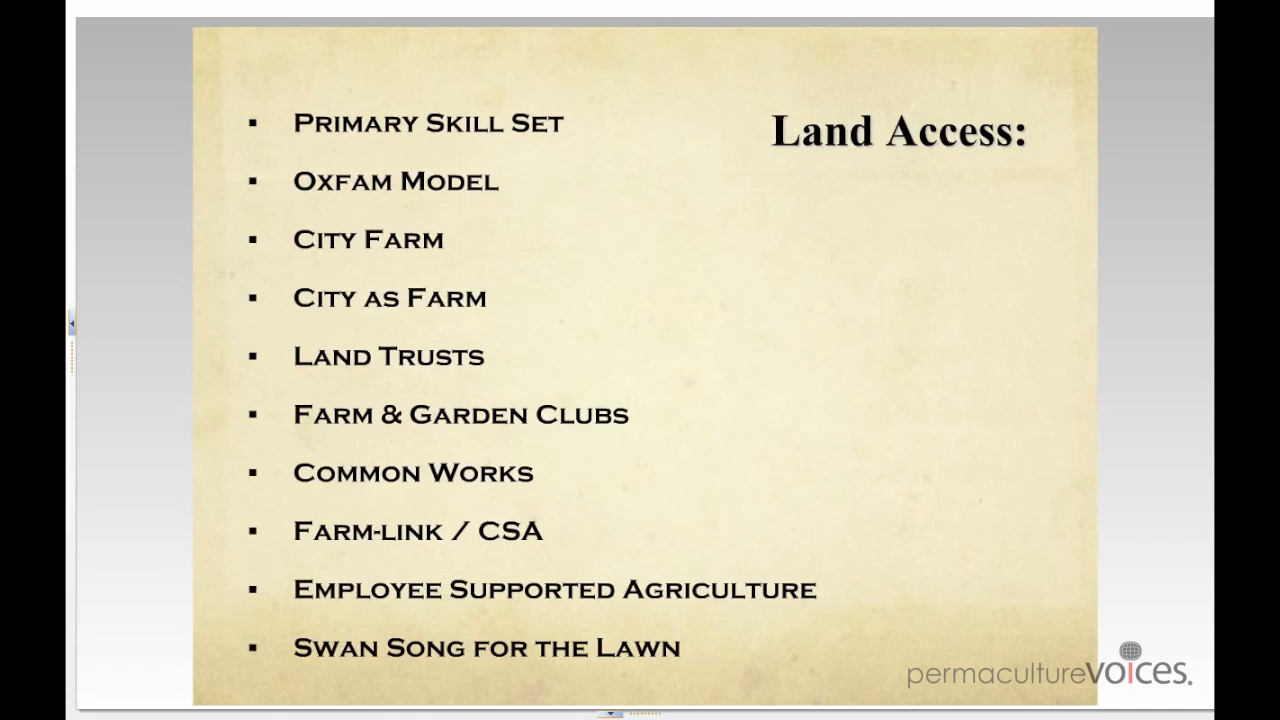 Land Access:
▪ Primary Skill Set
▪ Oxfam Model
▪ City Farm
▪ City as Farm
▪ Land Trusts
▪ Farm & Garden Clubs
▪ Common Works
▪ Farm-link / CSA
▪ Employee Supported Agriculture
▪ Swan Song for the Lawn
permacultureVOICES.